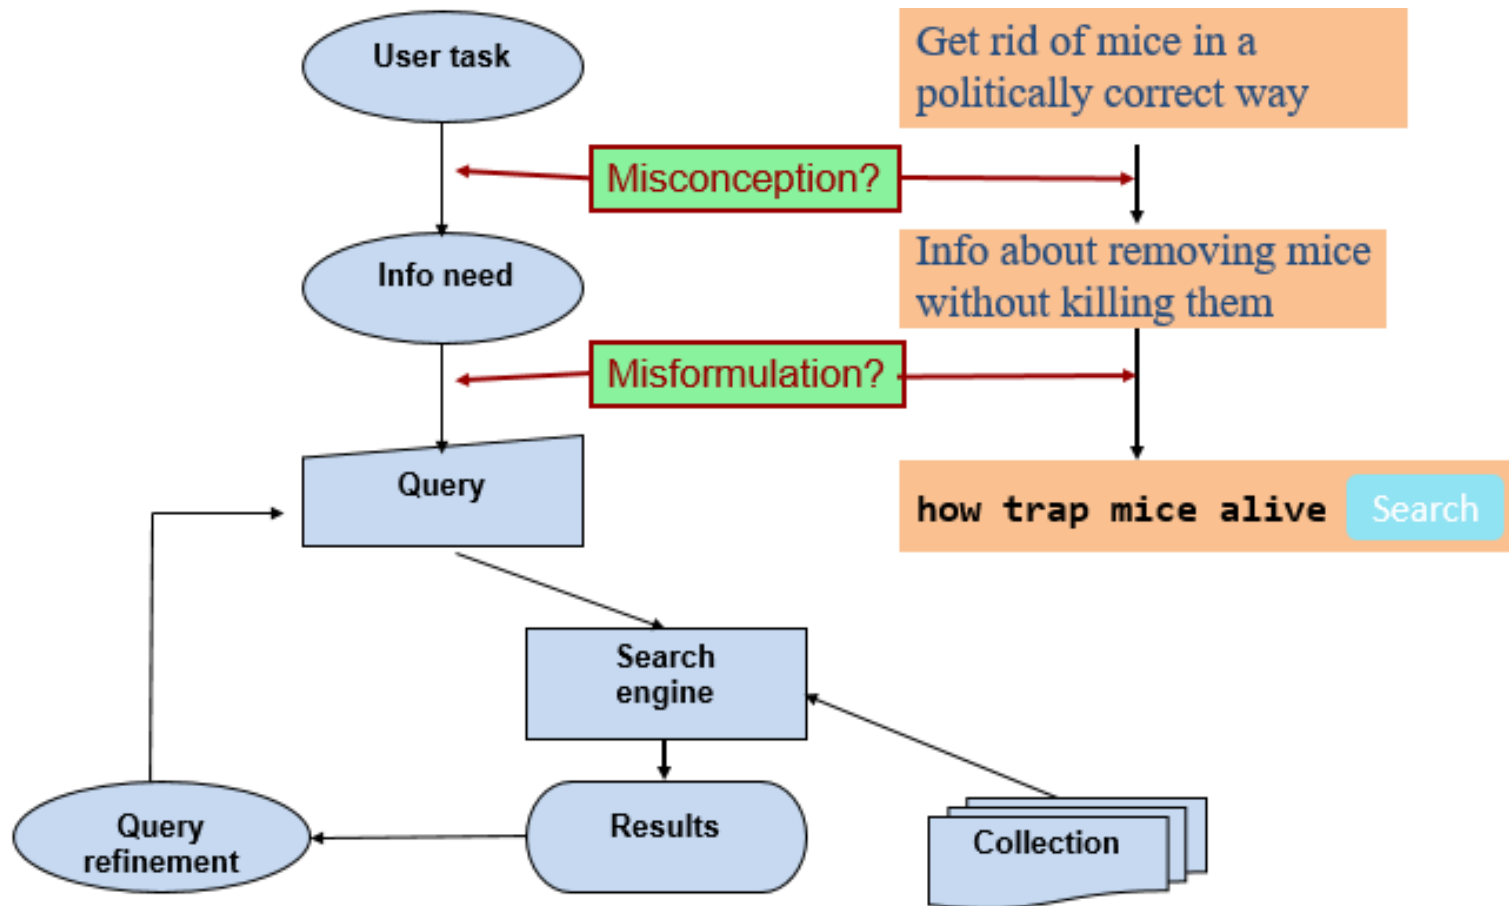 User task
Get rid of mice in a
politically correct way
Misconception?
Info need
Info about removing mice
without killing them
Misformulation?
Query
how trap mice alive Search
Search
engine
Results
Query
refinement
Collection